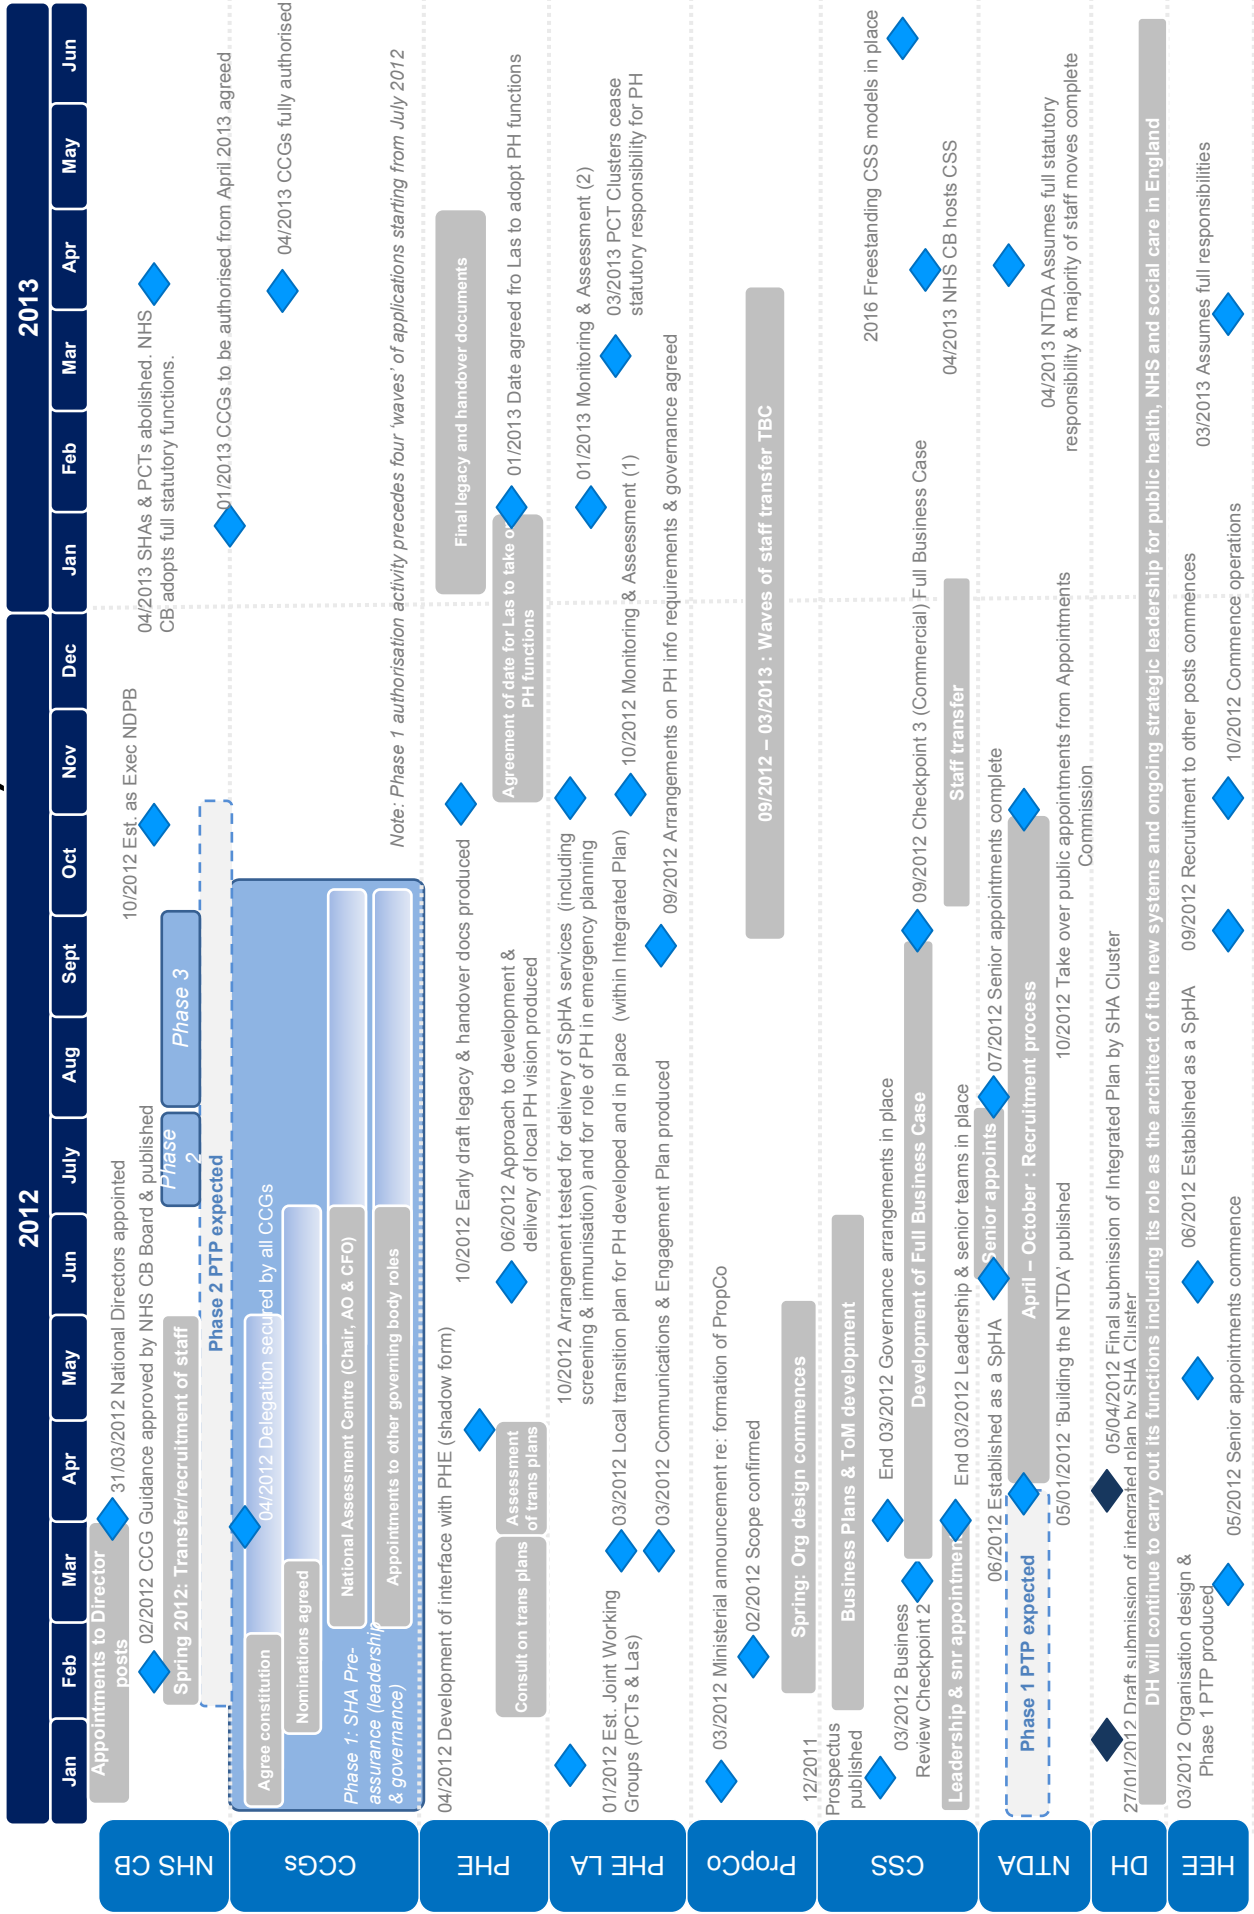 2012
2013
Jan
Feb
Mar
Apr
May
Jun
July
Aug
Sept
Oct
Nov
Dec
Jan
Feb
Mar
Apr
May
Jun
NHS CB
Appointments to Director
posts
31/03/2012 National Directors appointed
02/2012 CCG Guidance approved by NHS CB Board & published
10/2012 Est. as Exec NDPB
04/2013 SHAs & PCTs abolished. NHS
CB adopts full statutory functions.
Spring 2012: Transfer/recruitment of staff
Phase
2
Phase 3
Phase 2 PTP expected
01/2013 CCGs to be authorised from April 2013 agreed
CCGs
Agree constitution
04/2012 Delegation secured by all CCGs
Nominations agreed
National Assessment Centre (Chair, AO & CFO)
Appointments to other governing body roles
Phase 1: SHA Pre-
assurance (leadership
& governance)
04/2013 CCGs fully authorised
Note: Phase 1 authorisation activity precedes four 'waves' of applications starting from July 2012
PHE
04/2012 Development of interface with PHE (shadow form)
10/2012 Early draft legacy & handover docs produced
Final legacy and handover documents
Consult on trans plans
Assessment
of trans plans
06/2012 Approach to development &
delivery of local PH vision produced
Agreement of date for Las to take on
PH functions
01/2013 Date agreed fro Las to adopt PH functions
PHE LA
01/2012 Est. Joint Working
Groups (PCTs & Las)
10/2012 Arrangement tested for delivery of SpHA services (including
screening & immunisation) and for role of PH in emergency planning
01/2013 Monitoring & Assessment (2)
03/2012 Local transition plan for PH developed and in place (within Integrated Plan)
10/2012 Monitoring & Assessment (1)
03/2013 PCT Clusters cease
statutory responsibility for PH
03/2012 Communications & Engagement Plan produced
09/2012 Arrangements on PH info requirements & governance agreed
PropCo
03/2012 Ministerial announcement re: formation of PropCo
02/2012 Scope confirmed
09/2012 – 03/2013 : Waves of staff transfer TBC
Spring: Org design commences
CSS
12/2011
Prospectus
published
Business Plans & ToM development
2016 Freestanding CSS models in place
End 03/2012 Governance arrangements in place
03/2012 Business
Review Checkpoint 2
Development of Full Business Case
09/2012 Checkpoint 3 (Commercial) Full Business Case
Leadership & snr appointment
End 03/2012 Leadership & senior teams in place
Staff transfer
04/2013 NHS CB hosts CSS
NTDA
06/2012 Established as a SpHA
Senior appoints
07/2012 Senior appointments complete
Phase 1 PTP expected
April – October : Recruitment process
05/01/2012 'Building the NTDA' published
10/2012 Take over public appointments from Appointments
Commission
04/2013 NTDA Assumes full statutory
responsibility & majority of staff moves complete
DH
05/04/2012 Final submission of Integrated Plan by SHA Cluster
27/01/2012 Draft submission of integrated plan by SHA Cluster
DH will continue to carry out its functions including its role as the architect of the new systems and ongoing strategic leadership for public health, NHS and social care in England
HEE
03/2012 Organisation design &
Phase 1 PTP produced
06/2012 Established as a SpHA
09/2012 Recruitment to other posts commences
03/2013 Assumes full responsibilities
05/2012 Senior appointments commence
10/2012 Commence operations